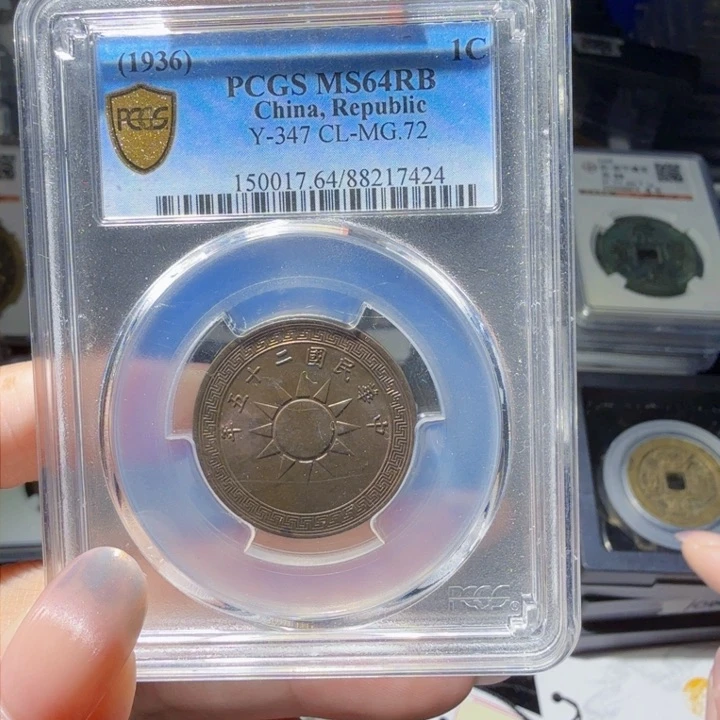 (1936) 1C
PCGS MS64RB
China, Republic
Y-347 CL-MG.72
PCGS
150017.64/88217424
中華民國二十五年
PCGS